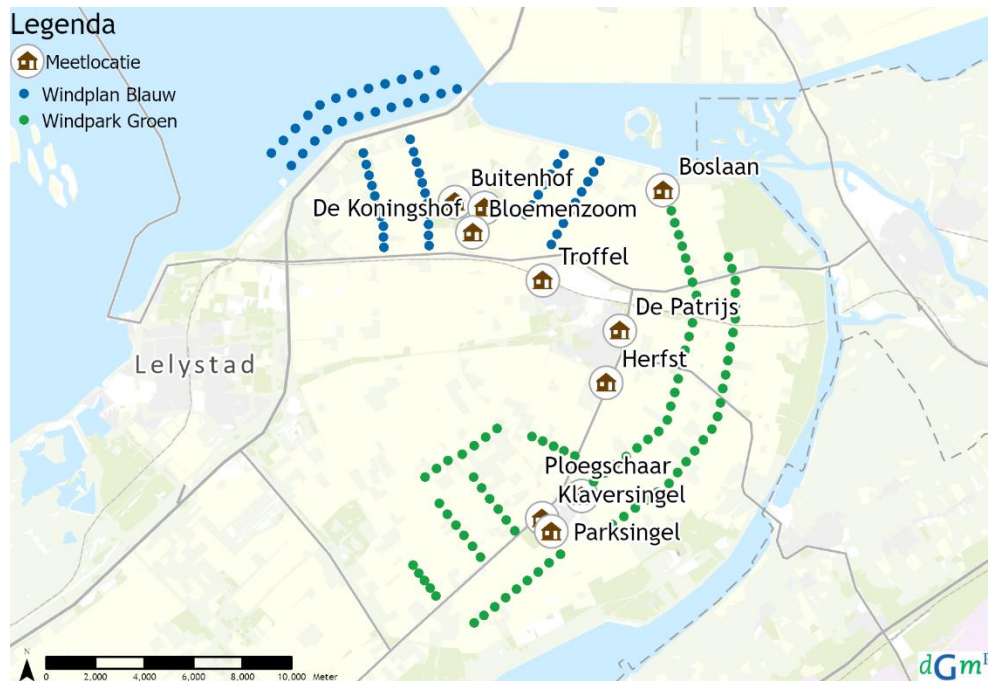 Legenda
Meetlocatie
Windplan Blauw
Windpark Groen
Boslaan
Buitenhof
De Koningshof
Bloemenzoom
Troffel
De Patrijs
Lelystad
Herfst
Ploegschaar
Klaversingel
Parksingel
N
0 2,000 4,000 6,000 8,000 10,000 Meter
dGmR